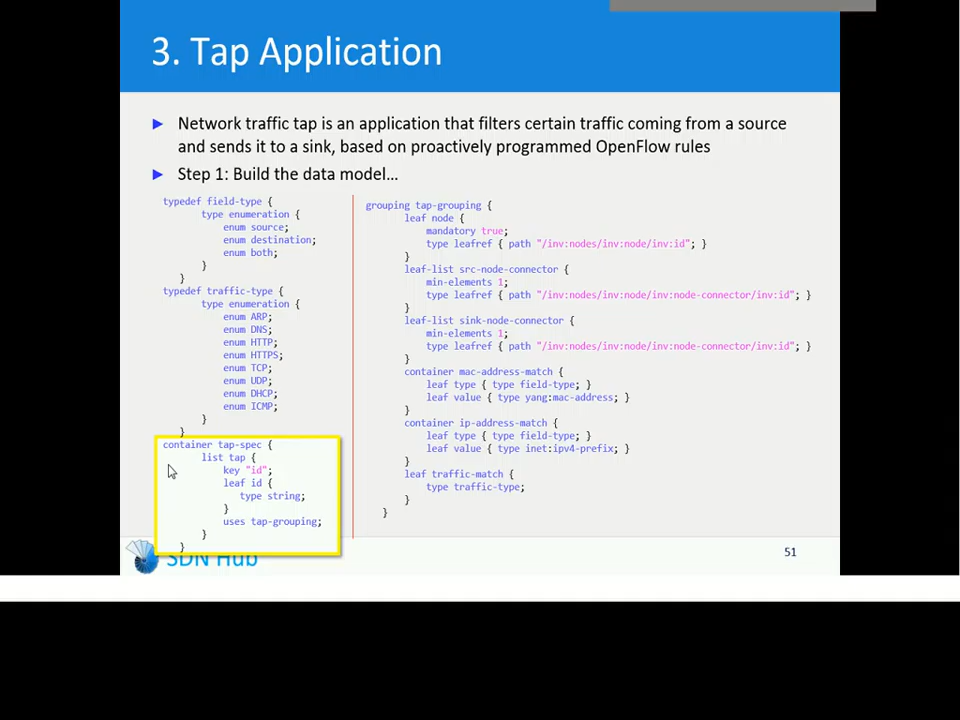 3. Tap Application
► Network traffic tap is an application that filters certain traffic coming from a source
and sends it to a sink, based on proactively programmed OpenFlow rules
► Step 1: Build the data model…
typedef field-type {
type enumeration {
enum source;
enum destination;
enum both;
}
}
typedef traffic-type {
type enumeration {
enum ARP;
enum DNS;
enum HTTP;
enum HTTPS;
enum TCP;
enum UDP;
enum DHCP;
enum ICMP;
}
}
container tap-spec {
list tap {
key "id";
leaf id {
type string;
}
uses tap-grouping;
}
}
grouping tap-grouping {
leaf node {
mandatory true;
type leafref { path "/inv:nodes/inv:node/inv:id"; }
}
leaf-list src-node-connector {
min-elements 1;
type leafref { path "/inv:nodes/inv:node/inv:node-connector/inv:id"; }
}
leaf-list sink-node-connector {
min-elements 1;
type leafref { path "/inv:nodes/inv:node/inv:node-connector/inv:id"; }
}
container mac-address-match {
leaf type { type field-type; }
leaf value { type yang:mac-address; }
}
container ip-address-match {
leaf type { type field-type; }
leaf value { type inet:ipv4-prefix; }
}
leaf traffic-match {
type traffic-type;
}
}
SDN Hub
51